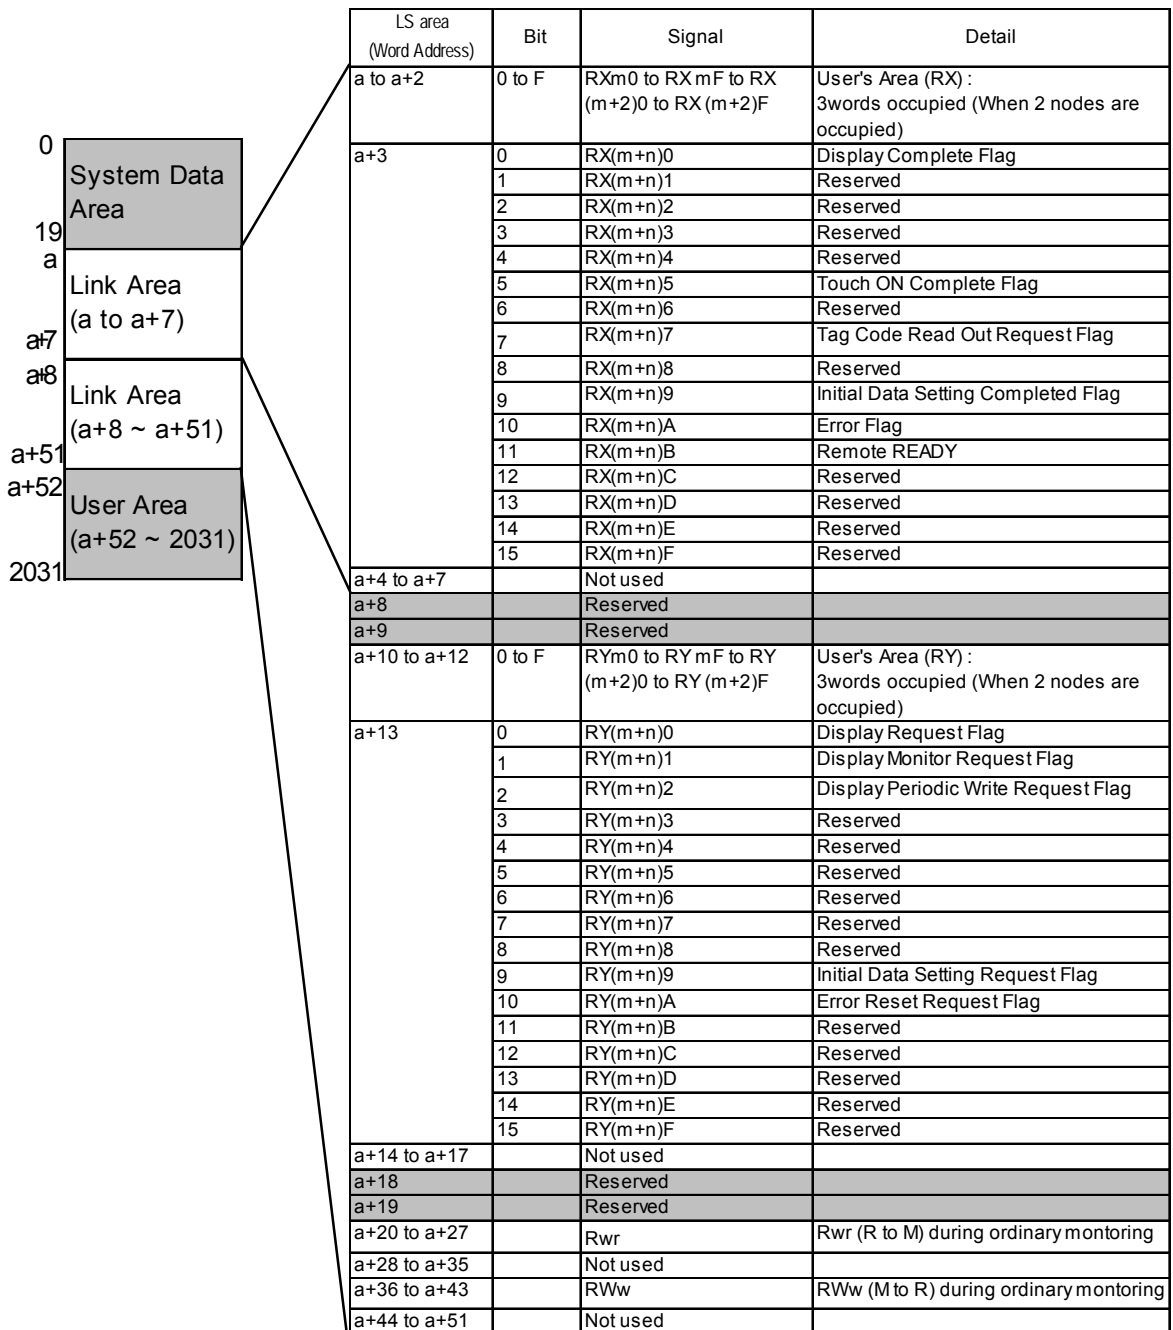 0
System Data
Area
19
a
Link Area
(a to a+7)
a+7
a+8
Link Area
(a+8 ~ a+51)
a+51
a+52
User Area
(a+52 ~ 2031)
2031
LS area
(Word Address) Bit Signal Detail
a to a+2 0 to F RXm0 to RXmF to RX User's Area (RX) :
(m+2)0 to RX(m+2)F 3words occupied (When 2 nodes are
occupied)
a+3 0 RX(m+n)0 Display Complete Flag
1 RX(m+n)1 Reserved
2 RX(m+n)2 Reserved
3 RX(m+n)3 Reserved
4 RX(m+n)4 Reserved
5 RX(m+n)5 Touch ON Complete Flag
6 RX(m+n)6 Reserved
7 RX(m+n)7 Tag Code Read Out Request Flag
8 RX(m+n)8 Reserved
9 RX(m+n)9 Initial Data Setting Completed Flag
10 RX(m+n)A Error Flag
11 RX(m+n)B Remote READY
12 RX(m+n)C Reserved
13 RX(m+n)D Reserved
14 RX(m+n)E Reserved
15 RX(m+n)F Reserved
a+4 to a+7 Not used
a+8 Reserved
a+9 Reserved
a+10 to a+12 0 to F RYm0 to RYmF to RY User's Area (RY) :
(m+2)0 to RY(m+2)F 3words occupied (When 2 nodes are
occupied)
a+13 0 RY(m+n)0 Display Request Flag
1 RY(m+n)1 Display Monitor Request Flag
2 RY(m+n)2 Display Periodic Write Request Flag
3 RY(m+n)3 Reserved
4 RY(m+n)4 Reserved
5 RY(m+n)5 Reserved
6 RY(m+n)6 Reserved
7 RY(m+n)7 Reserved
8 RY(m+n)8 Reserved
9 RY(m+n)9 Initial Data Setting Request Flag
10 RY(m+n)A Error Reset Request Flag
11 RY(m+n)B Reserved
12 RY(m+n)C Reserved
13 RY(m+n)D Reserved
14 RY(m+n)E Reserved
15 RY(m+n)F Reserved
a+14 to a+17 Not used
a+18 Reserved
a+19 Reserved
a+20 to a+27 Rwr Rwr (R to M) during ordinary montoring
a+28 to a+35 Not used
a+36 to a+43 RWw RWw (M to R) during ordinary montoring
a+44 to a+51 Not used